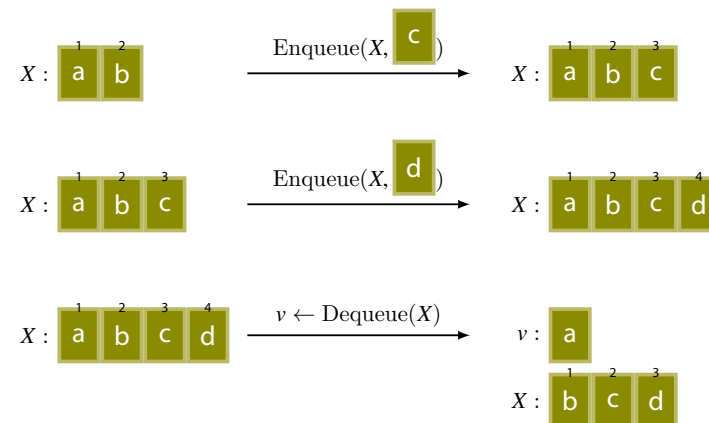 1 2 1 2 3
X : a b Enqueue(X, c) X : a b c
1 2 3 1 2 3 4
X : a b c Enqueue(X, d) X : a b c d
1 2 3 4
X : a b c d v ← Dequeue(X) v : a
1 2 3
X : b c d